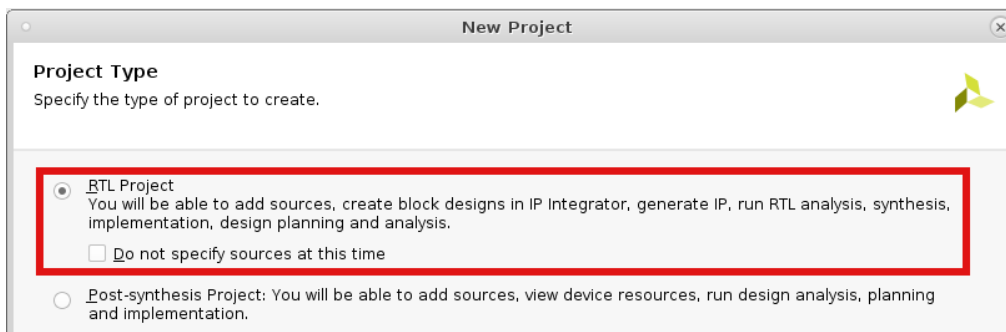 New Project
Project Type
Specify the type of project to create.
RTL Project
You will be able to add sources, create block designs in IP Integrator, generate IP, run RTL analysis, synthesis,
implementation, design planning and analysis.
Do not specify sources at this time
Post-synthesis Project: You will be able to add sources, view device resources, run design analysis, planning
and implementation.